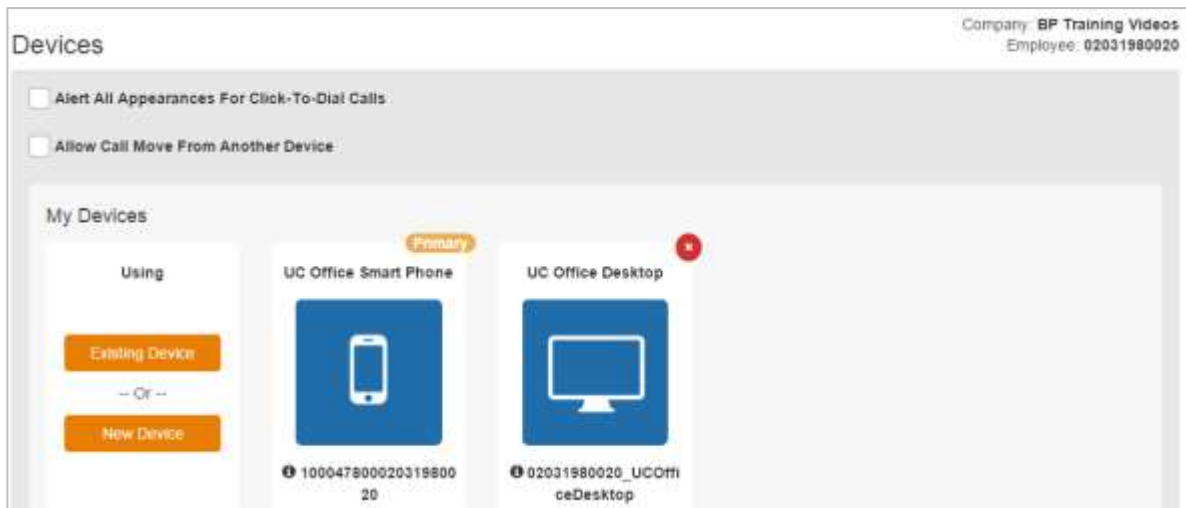 Company: BP Training Videos
Devices
Employee: 02031980020
Alert All Appearances For Click-To-Dial Calls
Allow Call Move From Another Device
My Devices
Primary
Using
UC Office Smart Phone
UC Office Desktop
Existing Device
-- Or --
New Device
100047800020319800
20
02031980020_UCOffi
ceDesktop